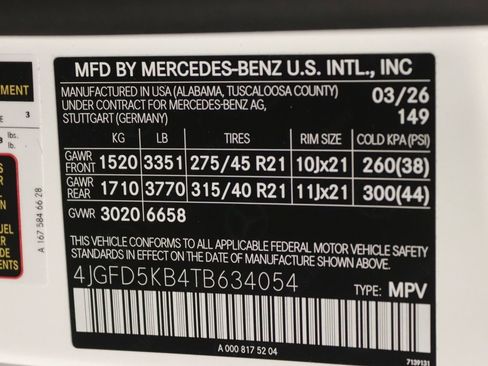 MFD BY MERCEDES-BENZ U.S. INTL., INC
MANUFACTURED IN USA (ALABAMA, TUSCALOOSA COUNTY)
UNDER CONTRACT FOR MERCEDES-BENZ AG,
STUTTGART (GERMANY)
03/26
149
KG LB TIRES RIM SIZE COLD KPA (PSI)
GAWR FRONT 1520 3351 275/45 R21 10Jx21 260(38)
GAWR REAR 1710 3770 315/40 R21 11Jx21 300(44)
GVWR 3020 6658
THIS VEHICLE CONFORMS TO ALL APPLICABLE FEDERAL MOTOR VEHICLE SAFETY
STANDARDS IN EFFECT ON THE DATE OF MANUFACTURE SHOWN ABOVE.
4JGFD5KB4TB634054
TYPE: MPV
A 000 817 52 04
7139131
3
lbs.
lb.
A 167 584 66 28